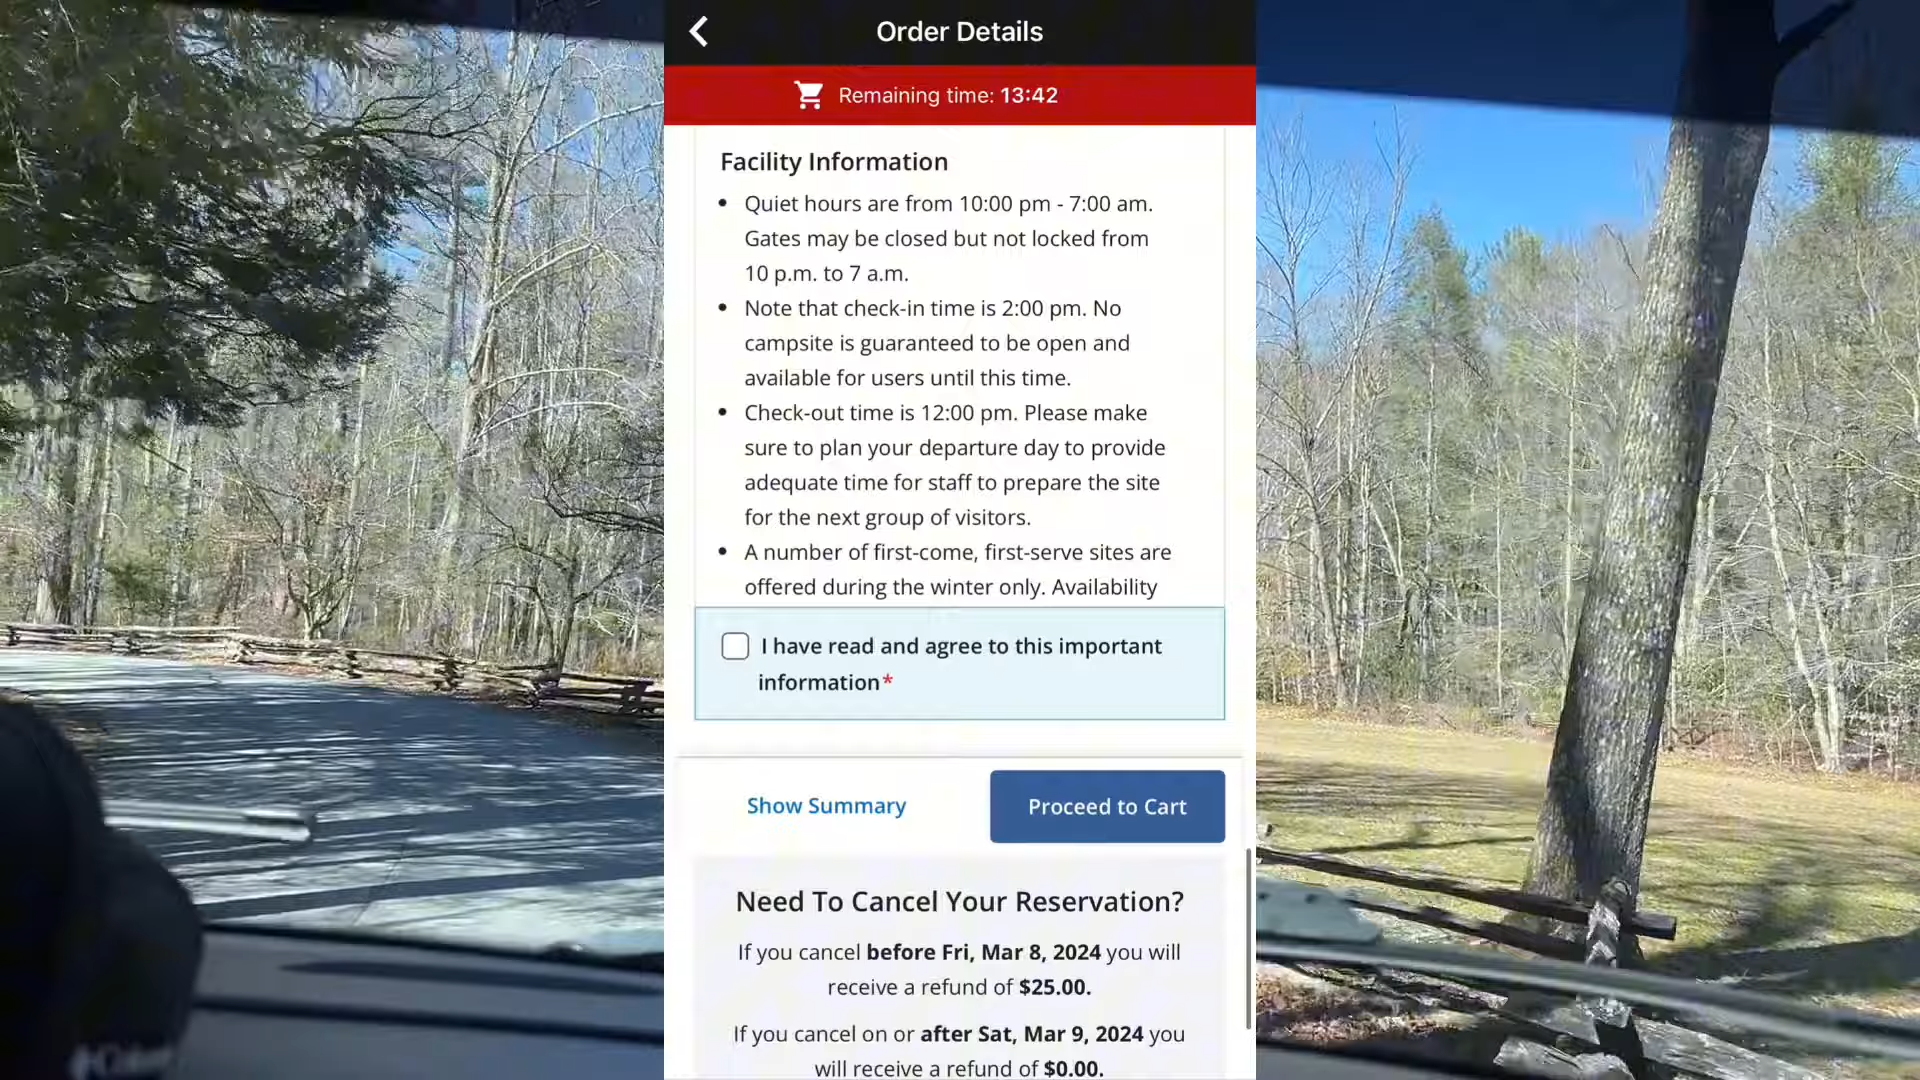 Order Details
Remaining time: 13:42
Facility Information
• Quiet hours are from 10:00 pm - 7:00 am.
Gates may be closed but not locked from
10 p.m. to 7 a.m.
• Note that check-in time is 2:00 pm. No
campsite is guaranteed to be open and
available for users until this time.
• Check-out time is 12:00 pm. Please make
sure to plan your departure day to provide
adequate time for staff to prepare the site
for the next group of visitors.
• A number of first-come, first-serve sites are
offered during the winter only. Availability
I have read and agree to this important
information*
Show Summary
Proceed to Cart
Need To Cancel Your Reservation?
If you cancel before Fri, Mar 8, 2024 you will
receive a refund of $25.00.
If you cancel on or after Sat, Mar 9, 2024 you
will receive a refund of $0.00.